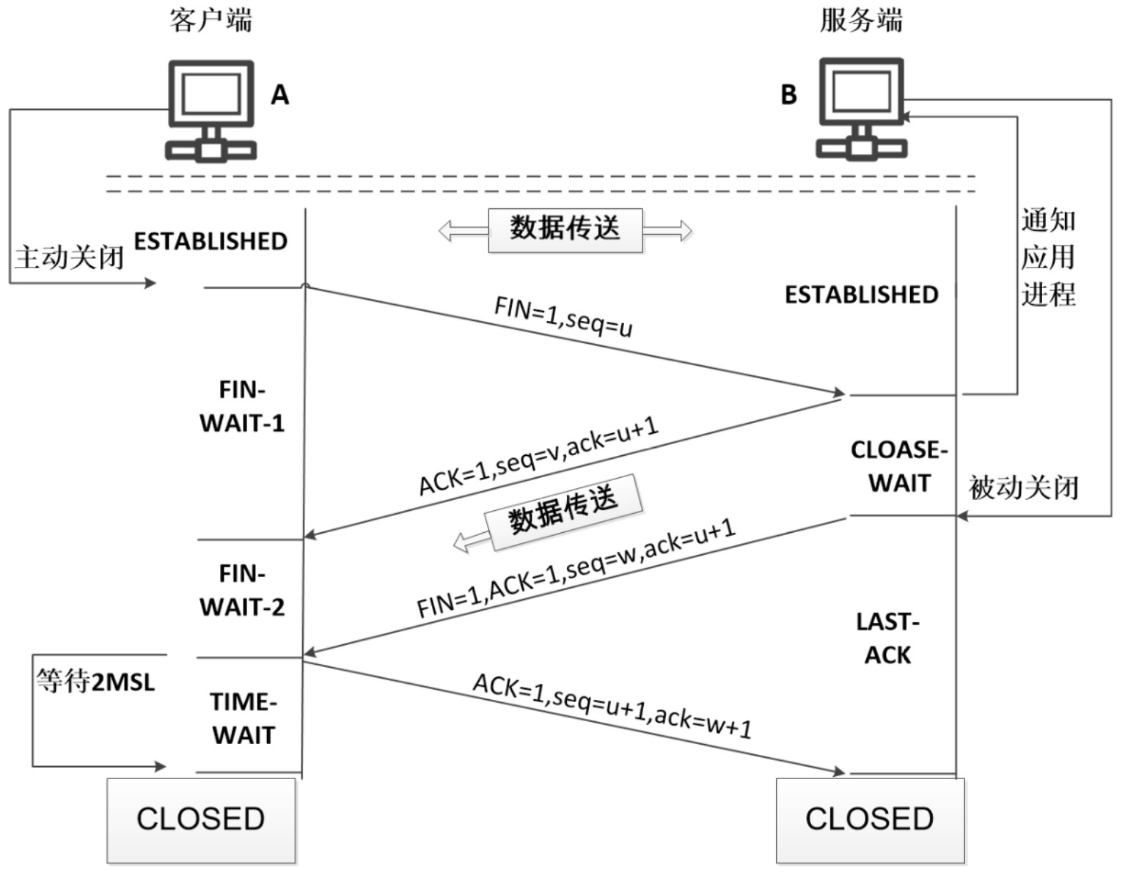 客户端
服务端
A
B
数据传送
ESTABLISHED
主动关闭
通知
应用
进程
ESTABLISHED
FIN=1,seq=u
FIN-
WAIT-1
ACK=1,seq=v,ack=u+1
CLOASE-
WAIT
被动关闭
数据传送
FIN=1,ACK=1,seq=w,ack=u+1
FIN-
WAIT-2
LAST-
ACK
等待2MSL
TIME-
WAIT
ACK=1,seq=u+1,ack=w+1
CLOSED
CLOSED